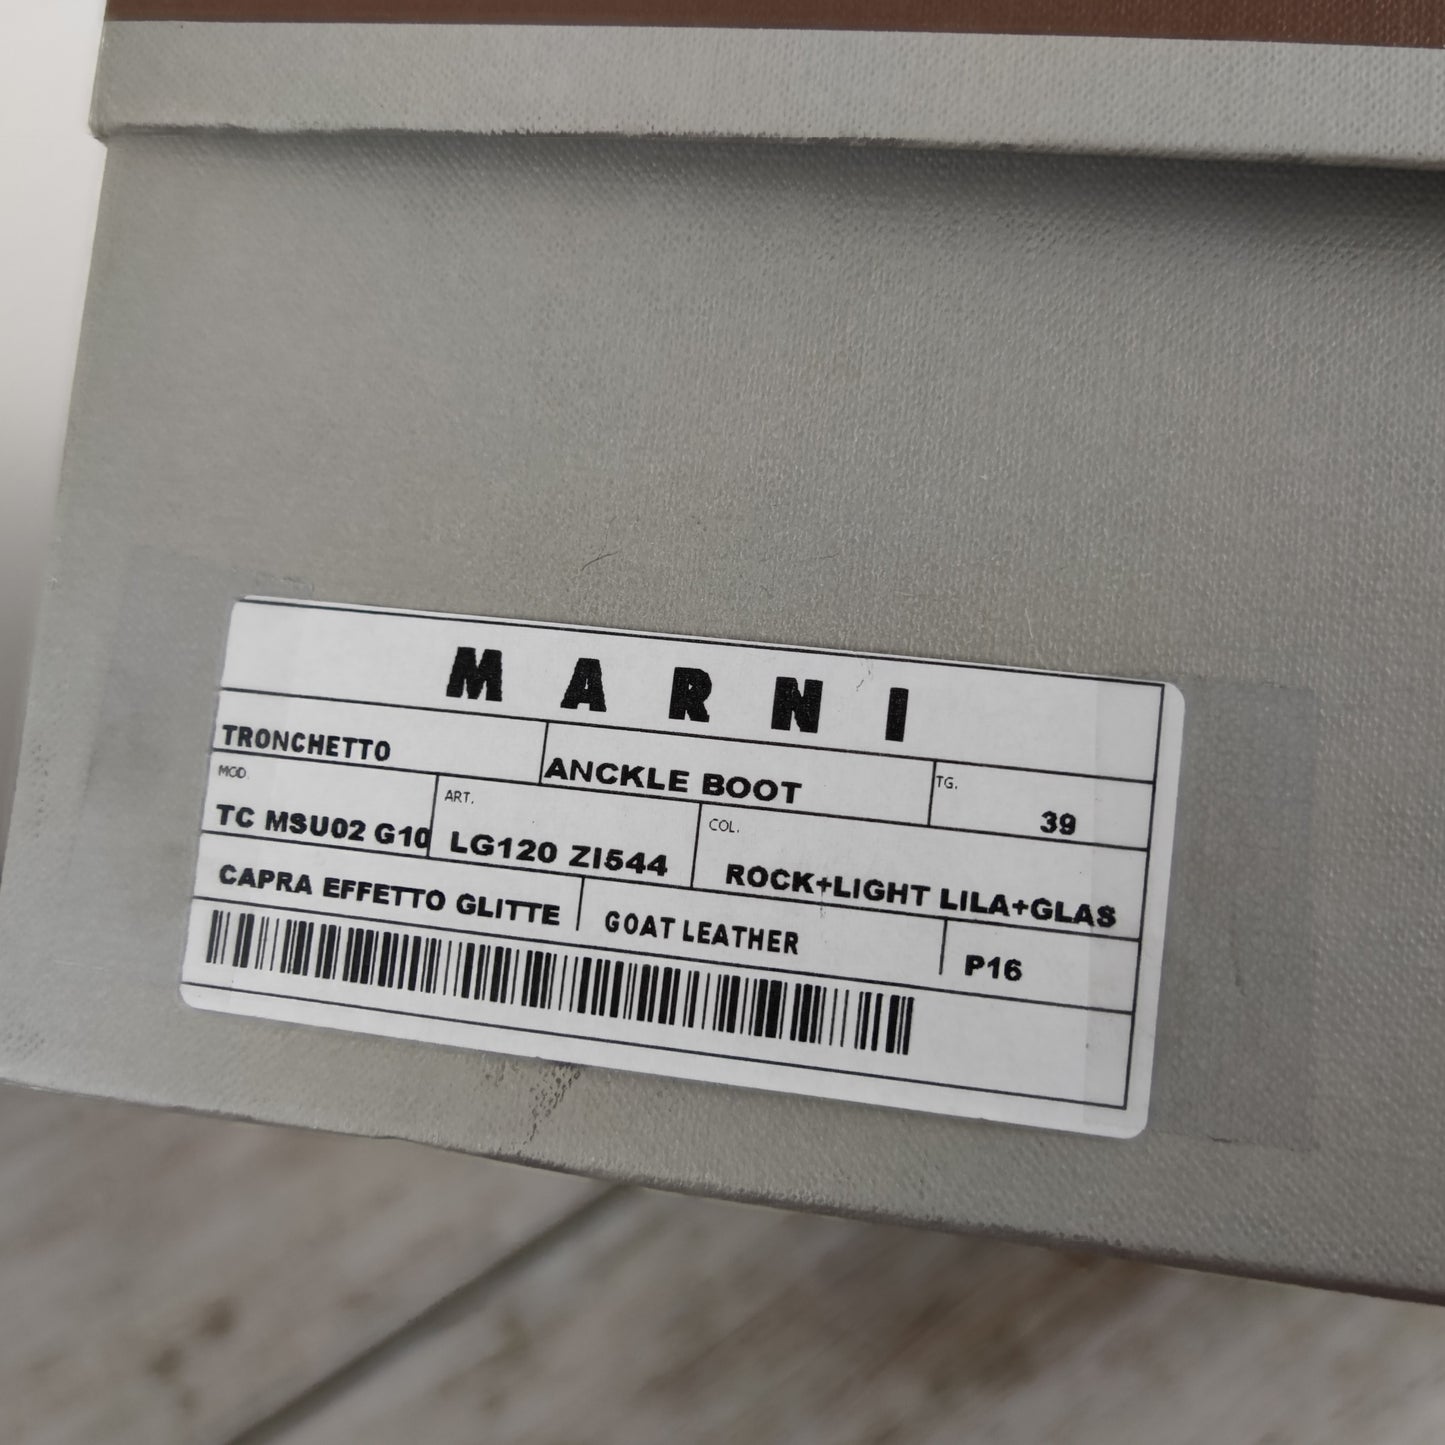 MARNI
TRONCHETTO ANCKLE BOOT TG. 39
MOD. ART. COL.
TC MSU02 G10 LG120 ZI544 ROCK+LIGHT LILA+GLAS
CAPRA EFFETTO GLITTE GOAT LEATHER P16